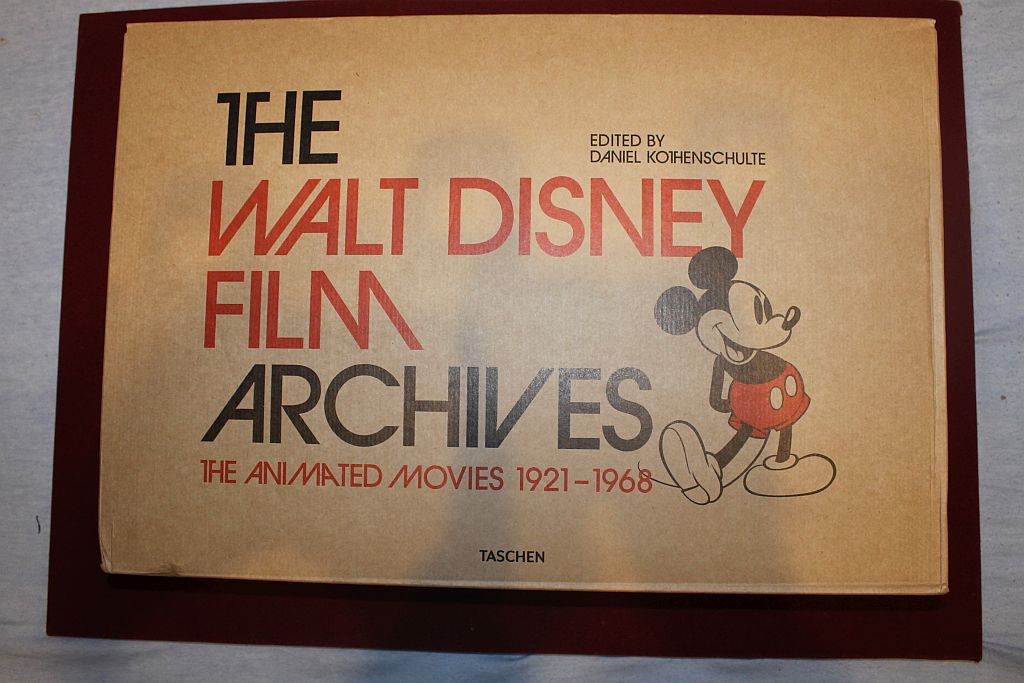 THE
EDITED BY
DANIEL KOTHENSCHULTE
WALT DISNEY
FILM
ARCHIVES
THE ANIMATED MOVIES 1921–1968
TASCHEN